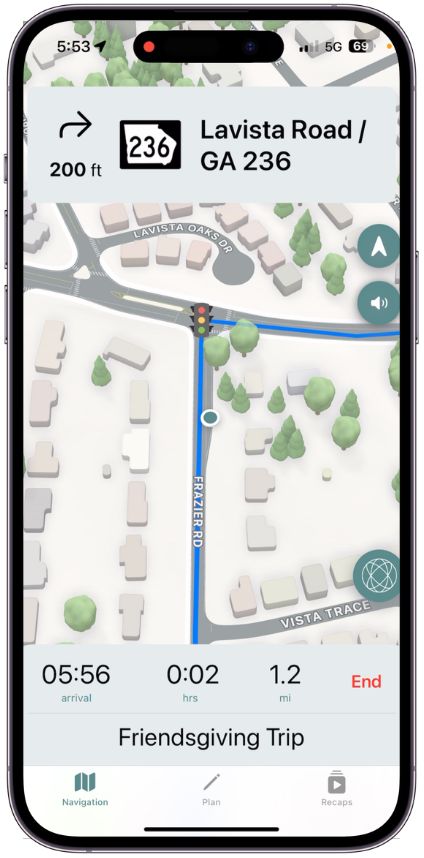 5:53
5G
69
200 ft
236
Lavista Road /
GA 236
LAVISTA OAKS DR
FRAZIER RD
VISTA TRACE
05:56
arrival
0:02
hrs
1.2
mi
End
Friendsgiving Trip
Navigation
Plan
Recaps